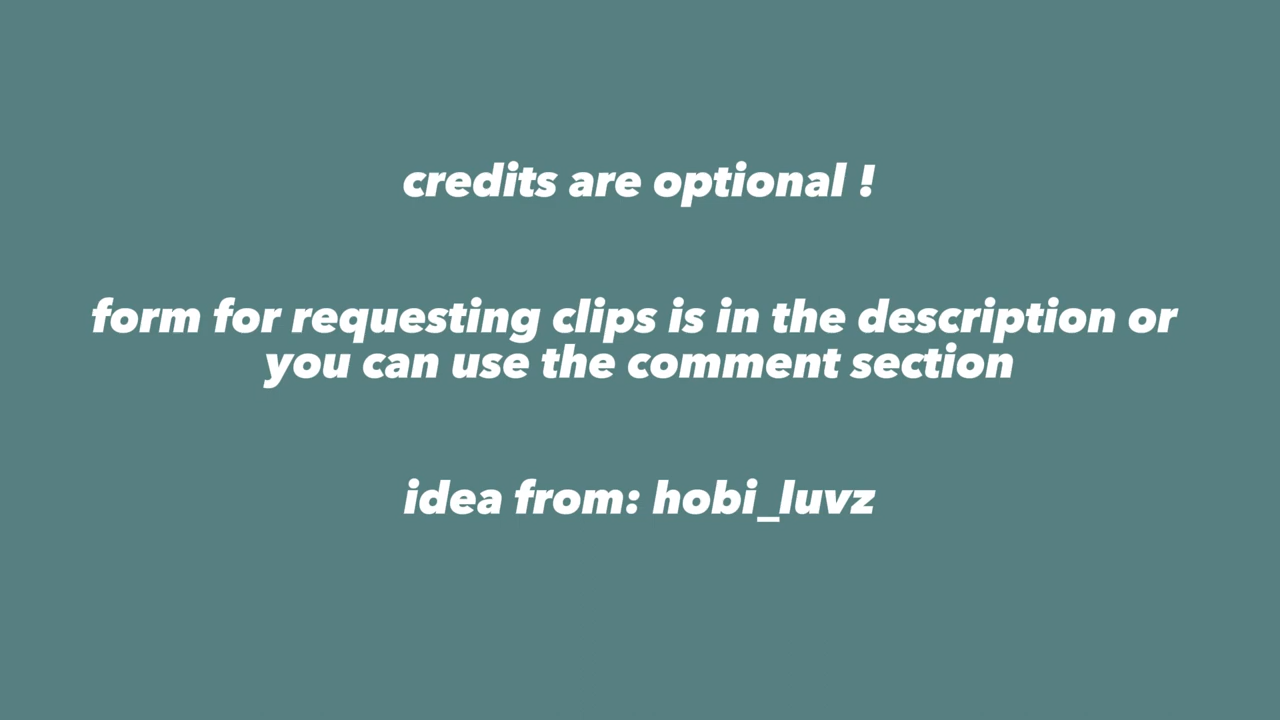 credits are optional !
form for requesting clips is in the description or
you can use the comment section
idea from: hobi_luvz